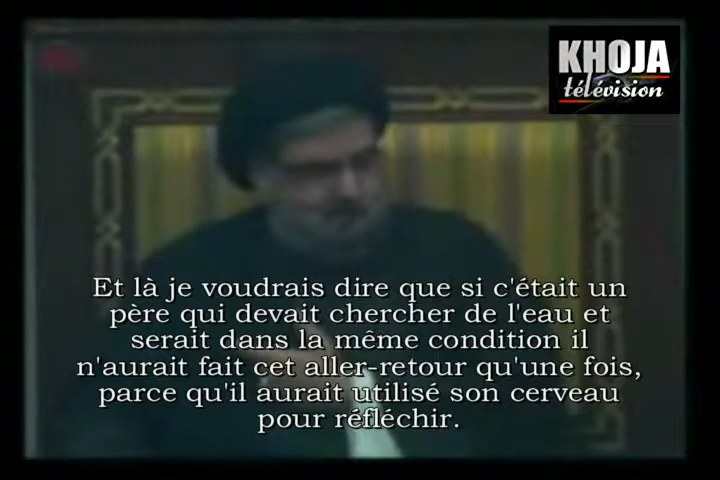 KHOJA
télévision
Et là je voudrais dire que si c'était un
père qui devait chercher de l'eau et
serait dans la même condition il
n'aurait fait cet aller-retour qu'une fois,
parce qu'il aurait utilisé son cerveau
pour réfléchir.